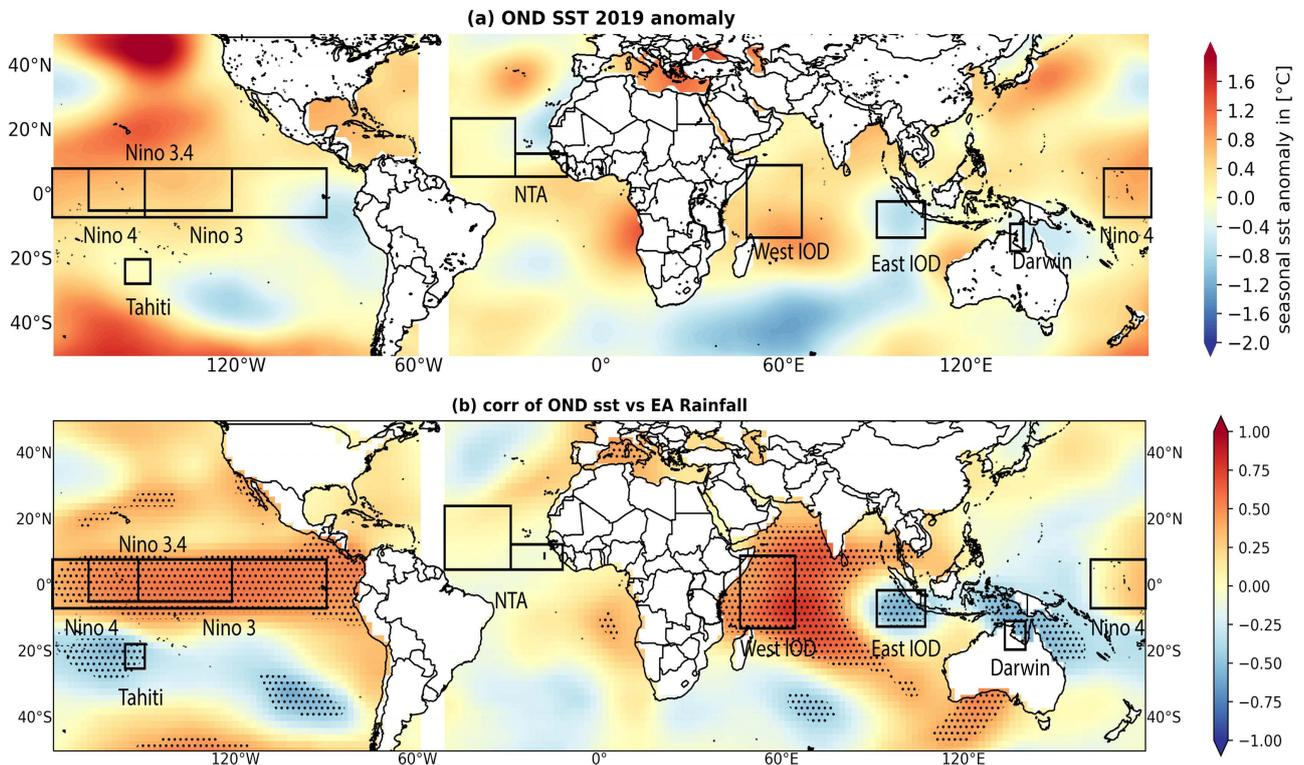 (a) OND SST 2019 anomaly
40°N
20°N
0°
20°S
40°S
120°W
60°W
0°
60°E
120°E
Nino 3.4
Nino 4
Nino 3
Tahiti
NTA
West IOD
East IOD
Darwin
Nino 4
1.6
1.2
0.8
0.4
0.0
−0.4
−0.8
−1.2
−1.6
−2.0
seasonal sst anomaly in [°C]
(b) corr of OND sst vs EA Rainfall
40°N
20°N
0°
20°S
40°S
120°W
60°W
0°
60°E
120°E
Nino 3.4
Nino 4
Nino 3
Tahiti
NTA
West IOD
East IOD
Darwin
Nino 4
40°N
20°N
0°
20°S
40°S
1.00
0.75
0.50
0.25
0.00
−0.25
−0.50
−0.75
−1.00